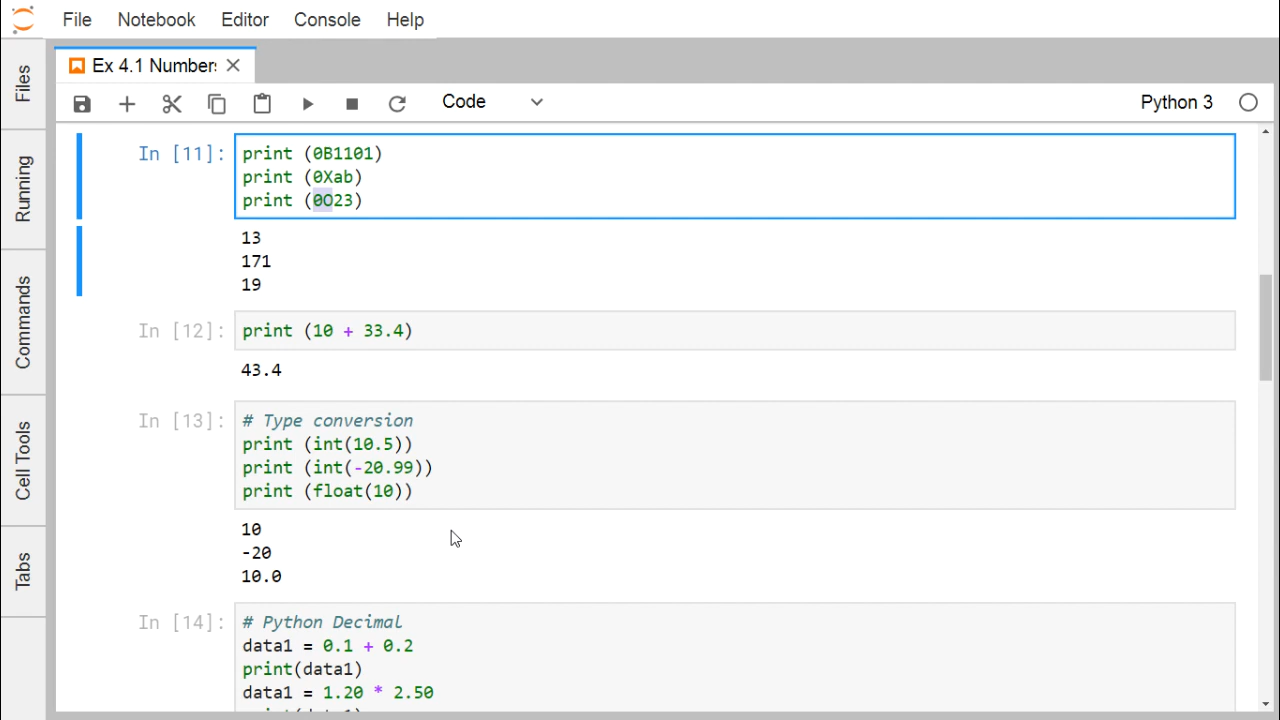 File Notebook Editor Console Help
Ex 4.1 Number:
Code Python 3
Files
Running
Commands
Cell Tools
Tabs
In [11]: print (0B1101)
print (0Xab)
print (0O23)
13
171
19
In [12]: print (10 + 33.4)
43.4
In [13]: # Type conversion
print (int(10.5))
print (int(-20.99))
print (float(10))
10
-20
10.0
In [14]: # Python Decimal
data1 = 0.1 + 0.2
print(data1)
data1 = 1.20 * 2.50